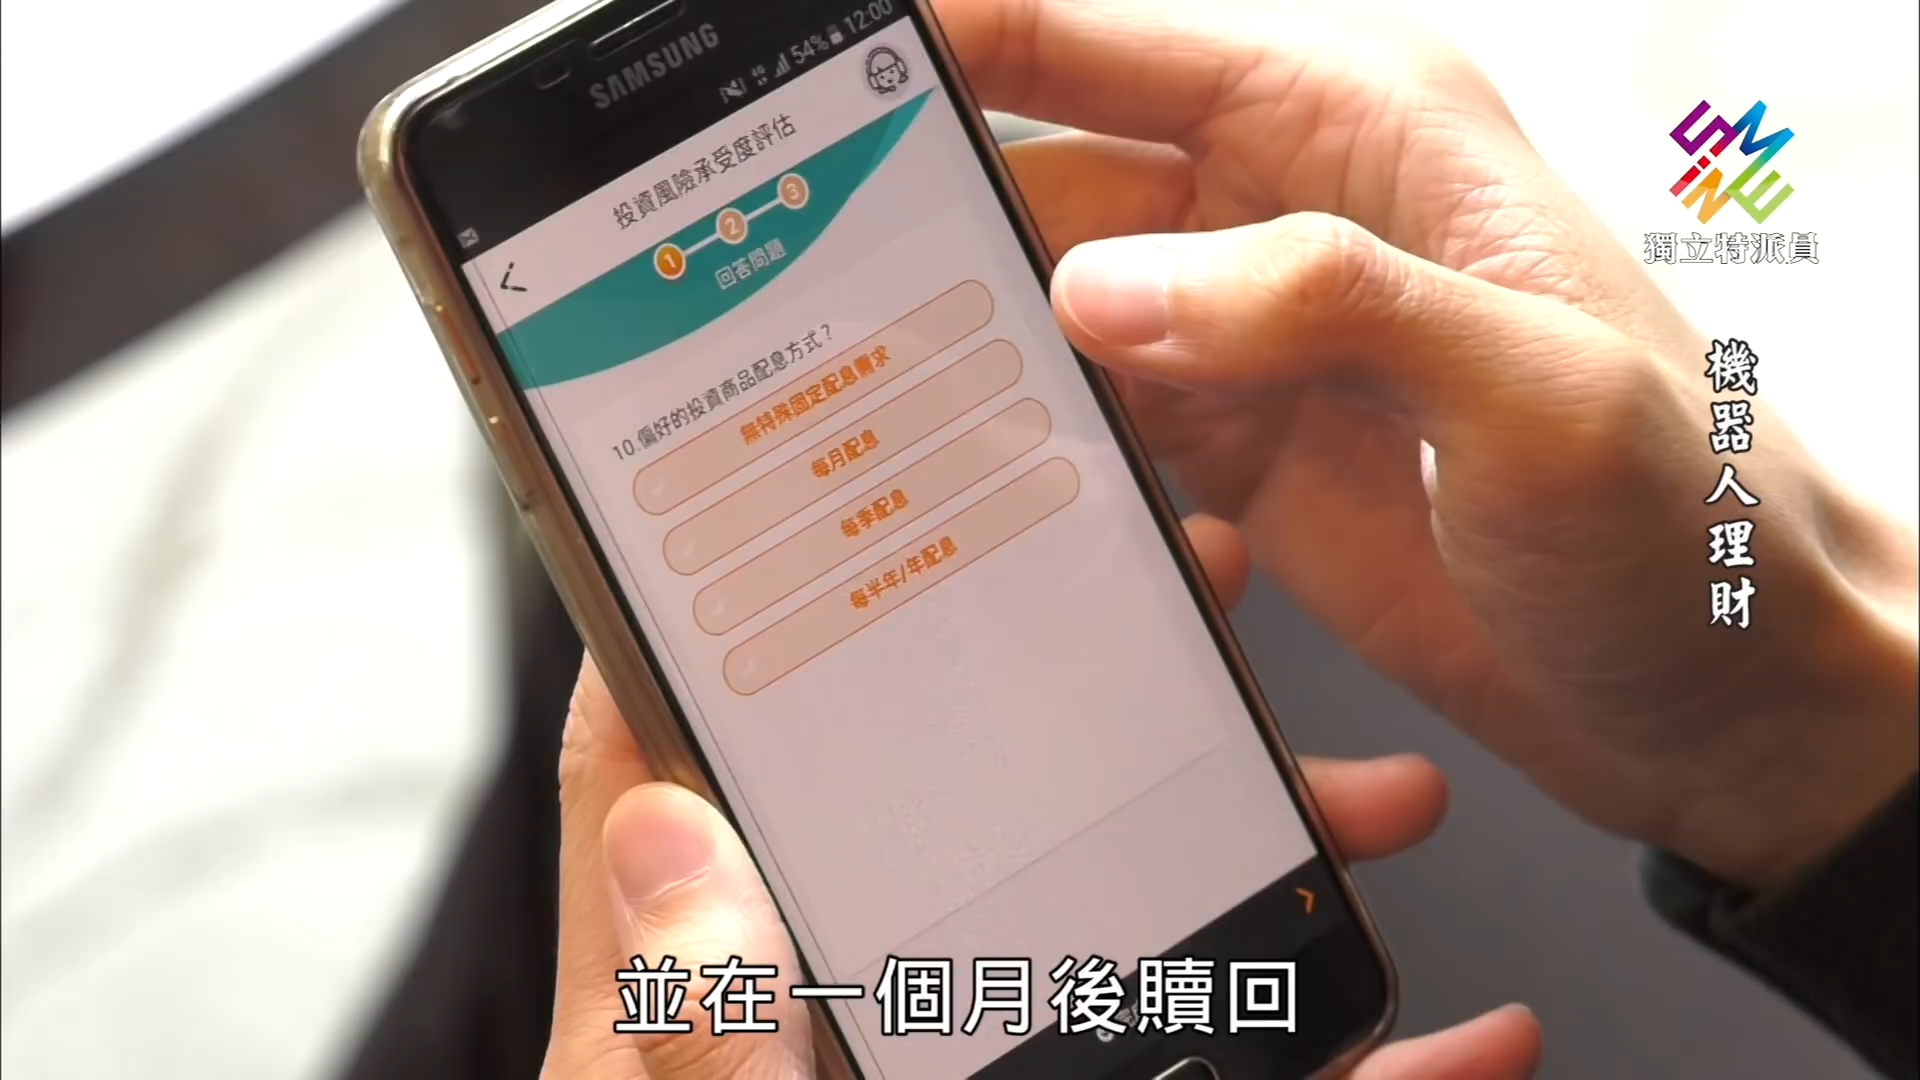 SAMSUNG
54% 12:00
投資風險承受度評估
1 2 3
回答問題
10.偏好的投資商品配息方式？
無特殊固定配息需求
每月配息
每季配息
每半年/年配息
INNEWS
獨立特派員
機器人理財
並在一個月後贖回